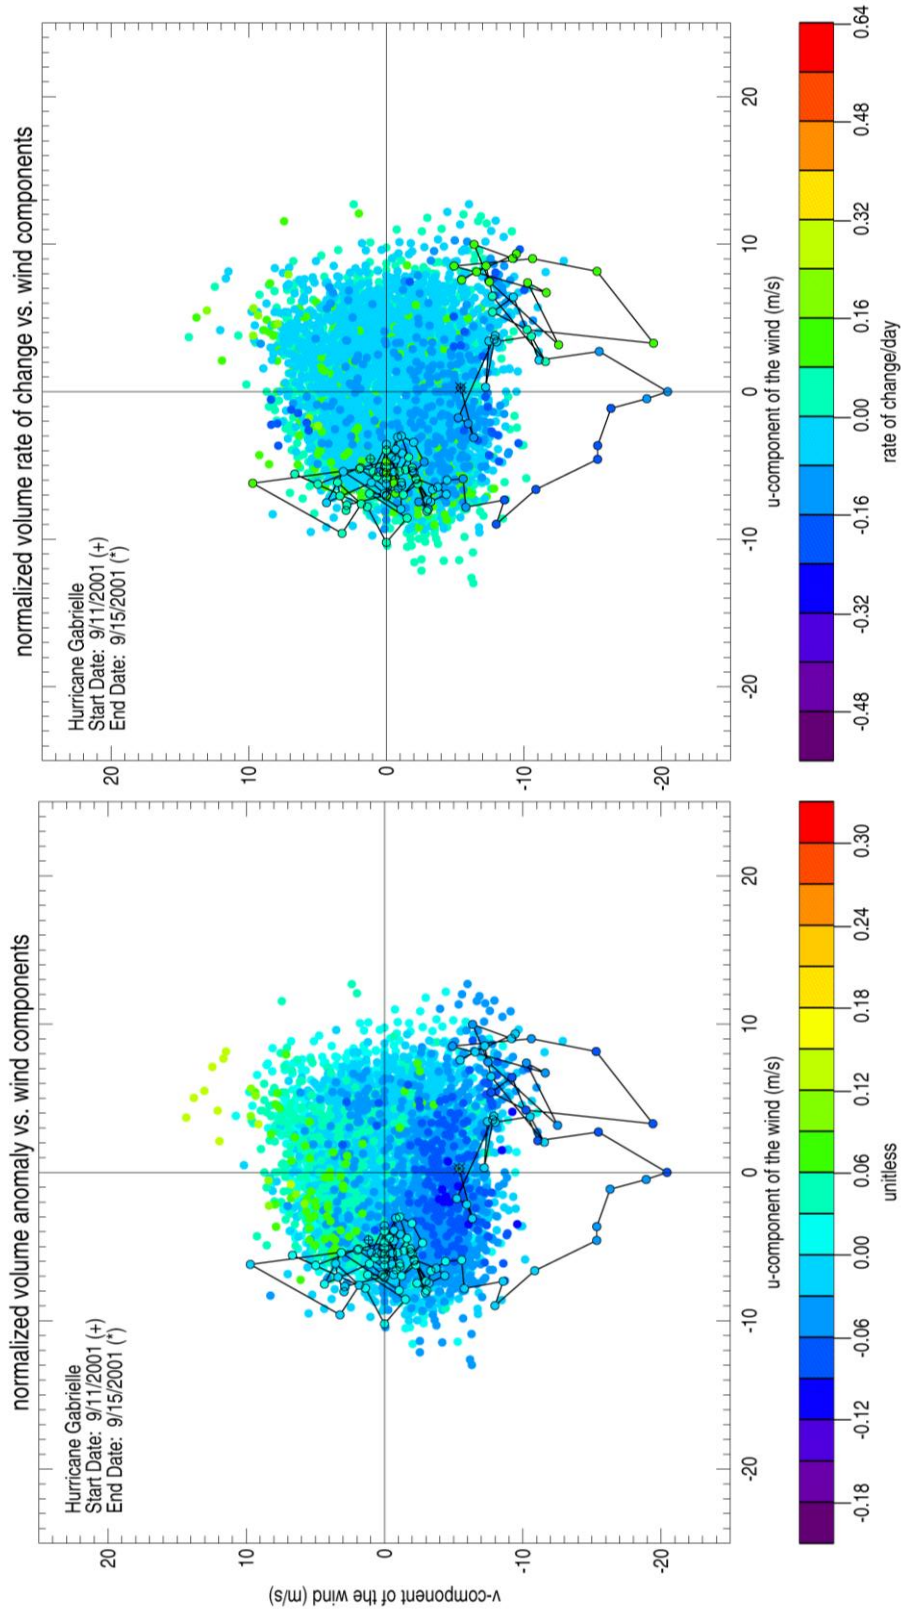 normalized volume anomaly vs. wind components
Hurricane Gabrielle
Start Date: 9/11/2001 (+)
End Date: 9/15/2001 (*)
v-component of the wind (m/s)
20
10
0
-10
-20
-20 -10 0 10 20
u-component of the wind (m/s)
-0.18 -0.12 -0.06 0.00 0.06 0.12 0.18 0.24 0.30
unitless
normalized volume rate of change vs. wind components
Hurricane Gabrielle
Start Date: 9/11/2001 (+)
End Date: 9/15/2001 (*)
20
10
0
-10
-20
-20 -10 0 10 20
u-component of the wind (m/s)
-0.48 -0.32 -0.16 0.00 0.16 0.32 0.48 0.64
rate of change/day